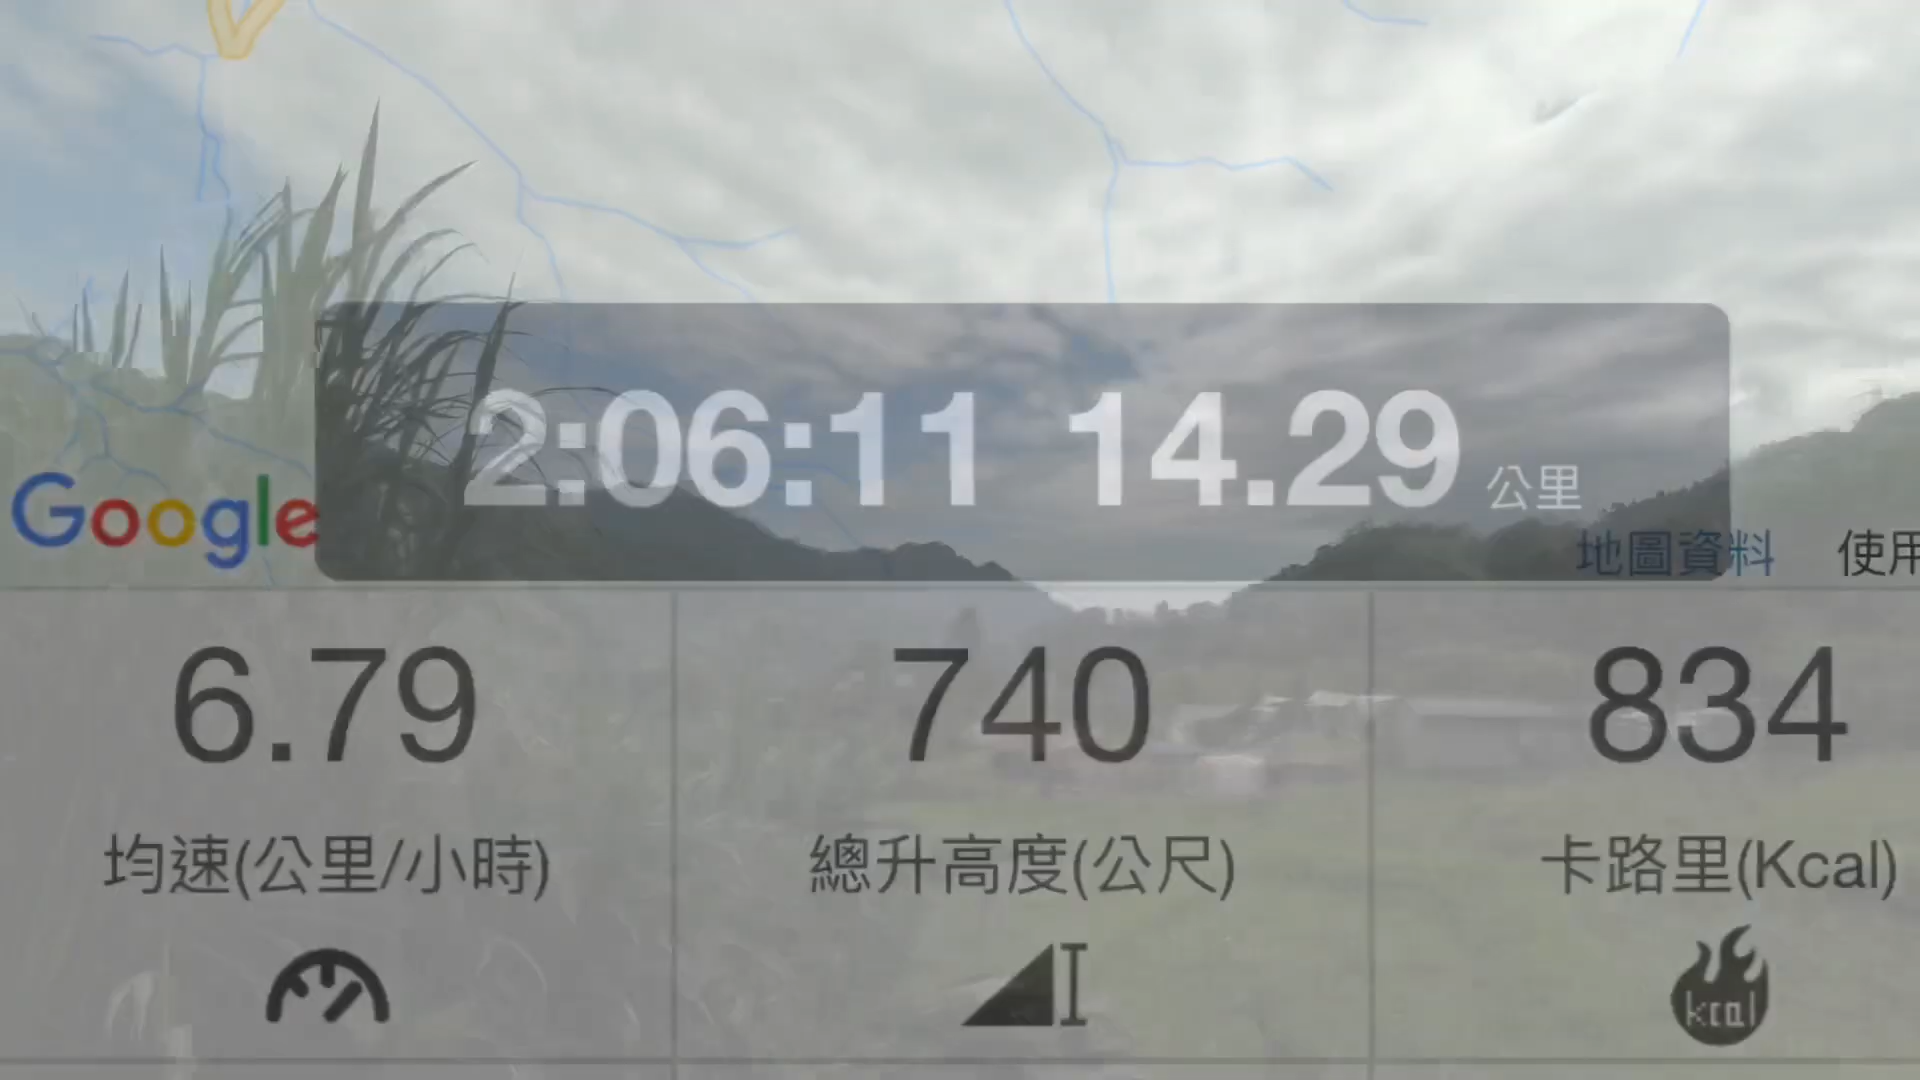 2:06:11 14.29 公里
Google
地圖資料 使用
6.79 740 834
均速(公里/小時) 總升高度(公尺) 卡路里(Kcal)
kcal